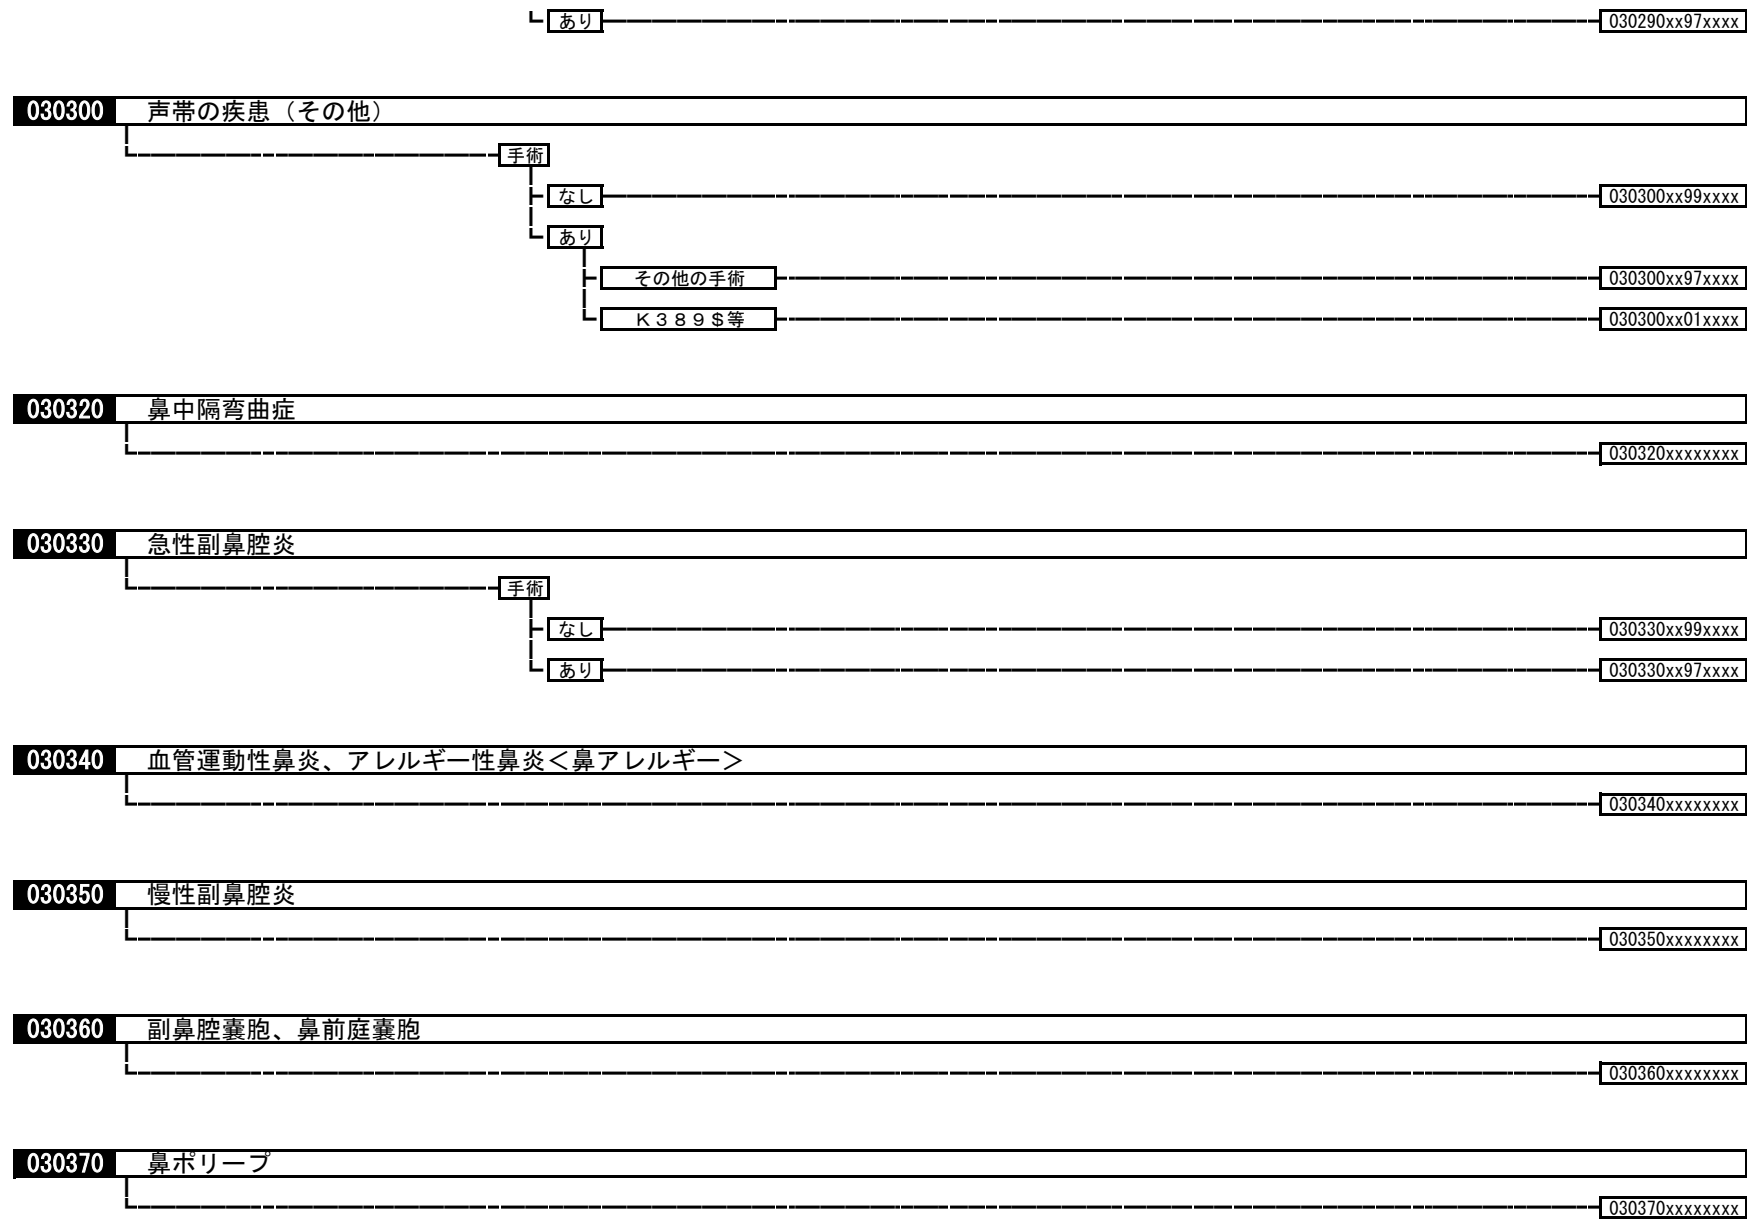 あり 030290xx97xxxx
030300 声帯の疾患（その他）
手術
なし 030300xx99xxxx
あり
その他の手術 030300xx97xxxx
Ｋ３８９＄等 030300xx01xxxx
030320 鼻中隔弯曲症
030320xxxxxxxx
030330 急性副鼻腔炎
手術
なし 030330xx99xxxx
あり 030330xx97xxxx
030340 血管運動性鼻炎、アレルギー性鼻炎＜鼻アレルギー＞
030340xxxxxxxx
030350 慢性副鼻腔炎
030350xxxxxxxx
030360 副鼻腔嚢胞、鼻前庭嚢胞
030360xxxxxxxx
030370 鼻ポリープ
030370xxxxxxxx